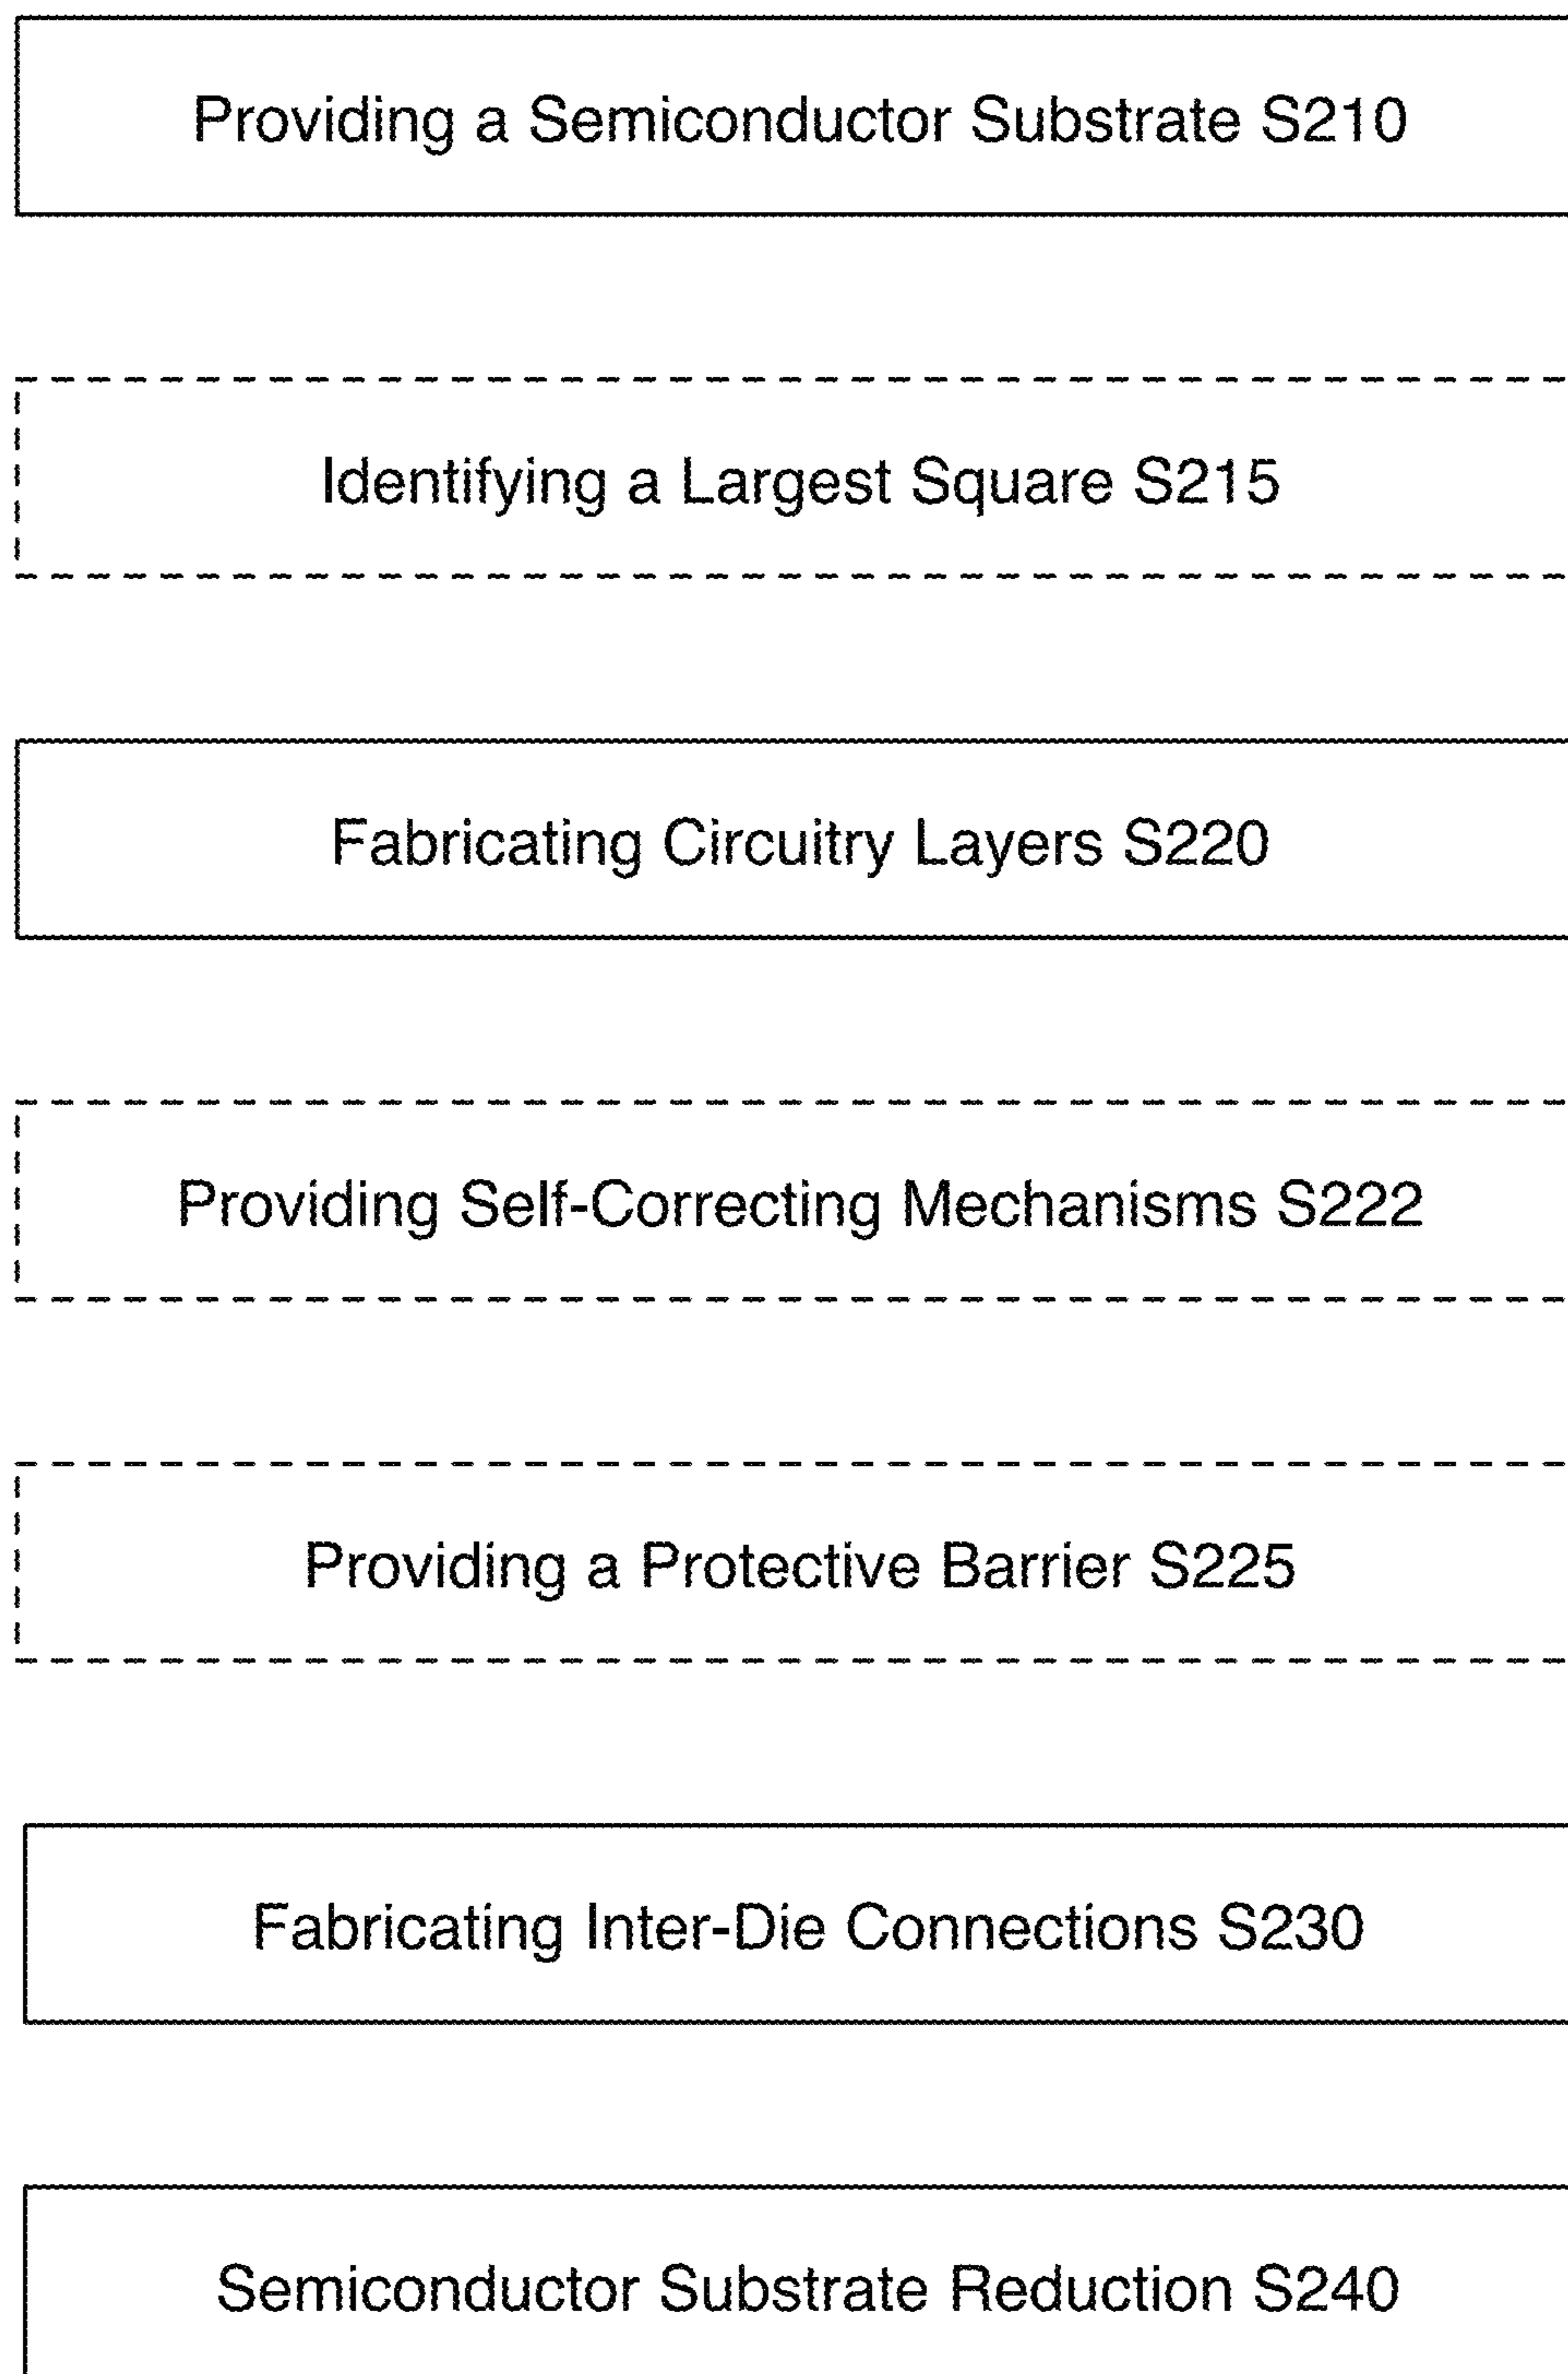 Providing a Semiconductor Substrate S210
Identifying a Largest Square S215
Fabricating Circuitry Layers S220
Providing Self-Correcting Mechanisms S222
Providing a Protective Barrier S225
Fabricating Inter-Die Connections S230
Semiconductor Substrate Reduction S240